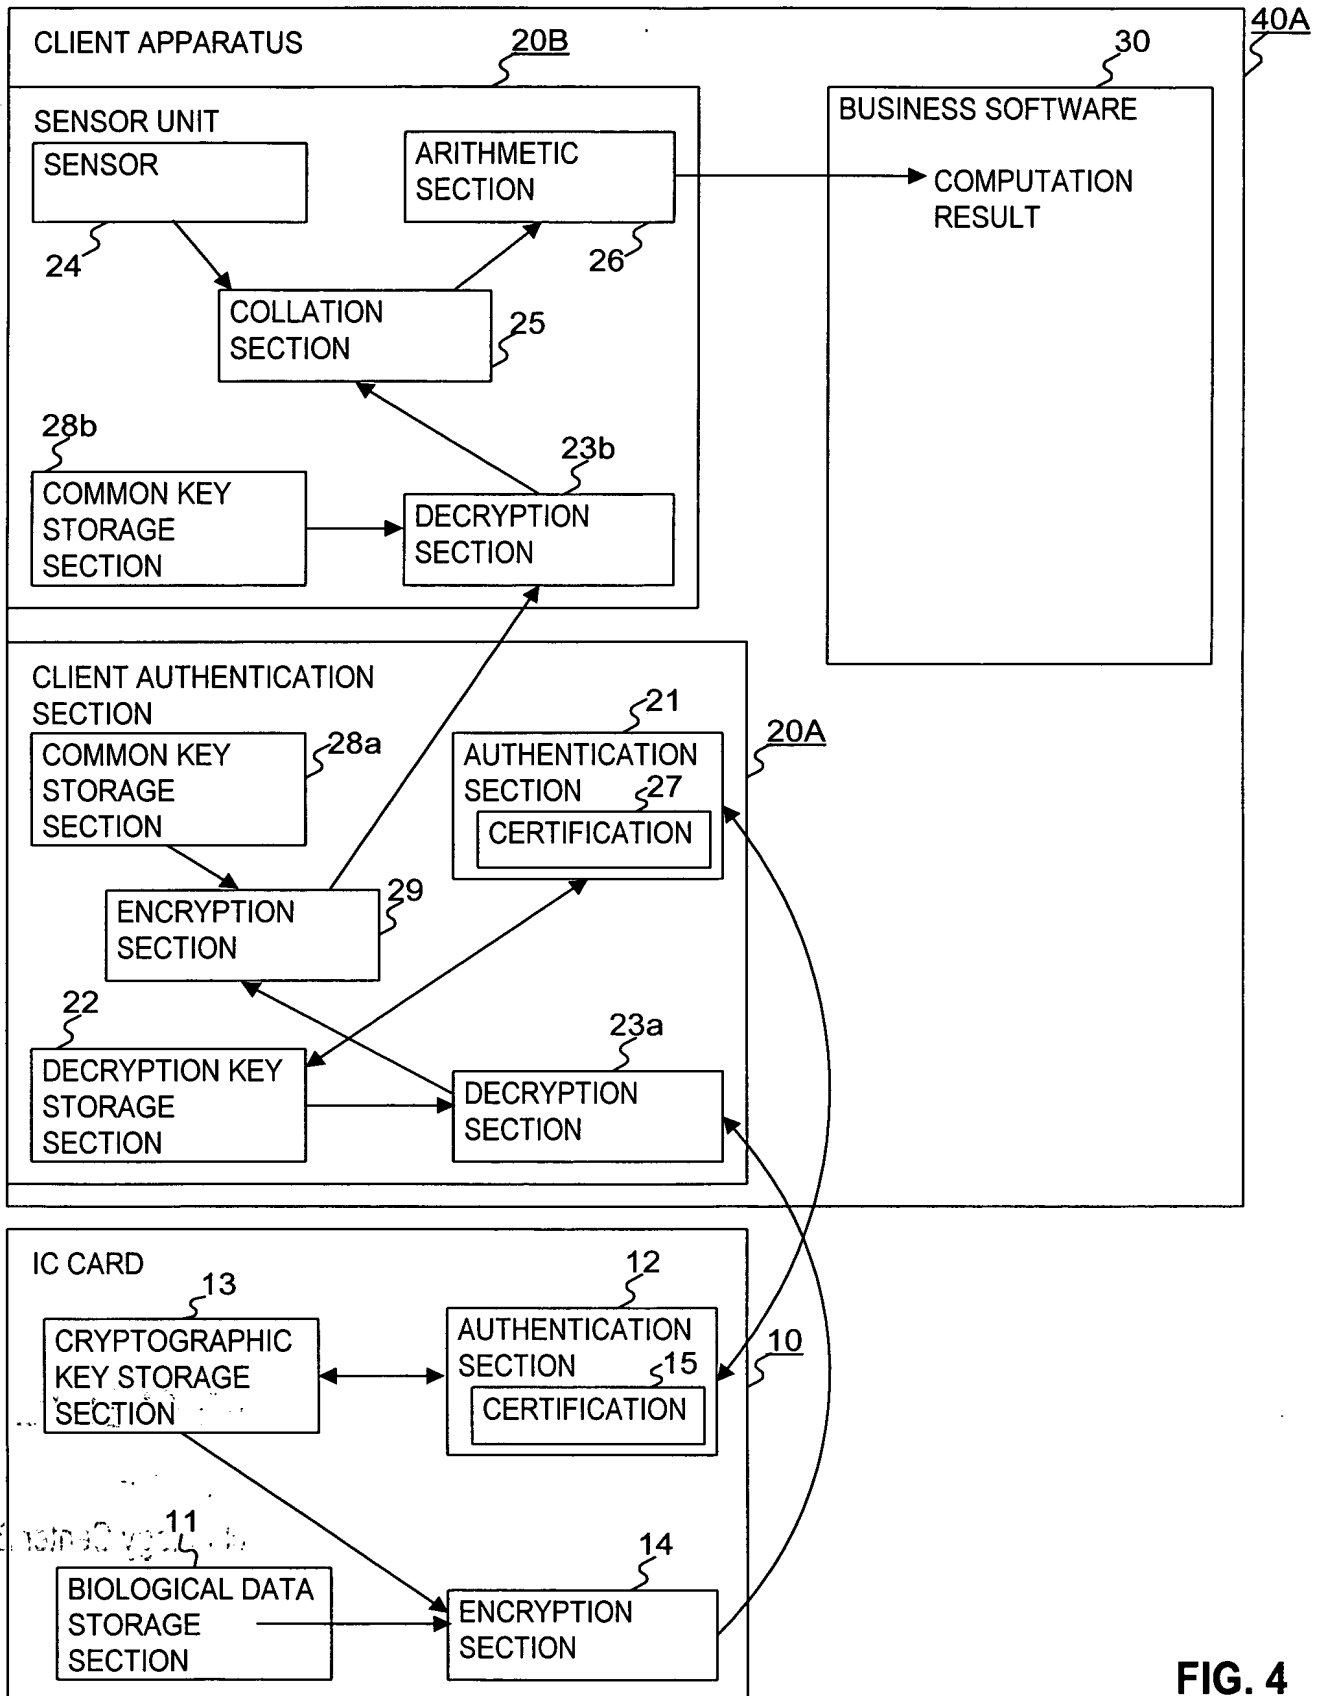 40A
CLIENT APPARATUS
20B
30
SENSOR UNIT
SENSOR
24
ARITHMETIC
SECTION
26
BUSINESS SOFTWARE
COMPUTATION
RESULT
COLLATION
SECTION
25
28b
COMMON KEY
STORAGE
SECTION
23b
DECRYPTION
SECTION
CLIENT AUTHENTICATION
SECTION
20A
COMMON KEY
STORAGE
SECTION
28a
21
AUTHENTICATION
SECTION
27
CERTIFICATION
ENCRYPTION
SECTION
29
22
DECRYPTION KEY
STORAGE
SECTION
23a
DECRYPTION
SECTION
IC CARD
10
13
CRYPTOGRAPHIC
KEY STORAGE
SECTION
12
AUTHENTICATION
SECTION
15
CERTIFICATION
11
BIOLOGICAL DATA
STORAGE
SECTION
14
ENCRYPTION
SECTION
FIG. 4